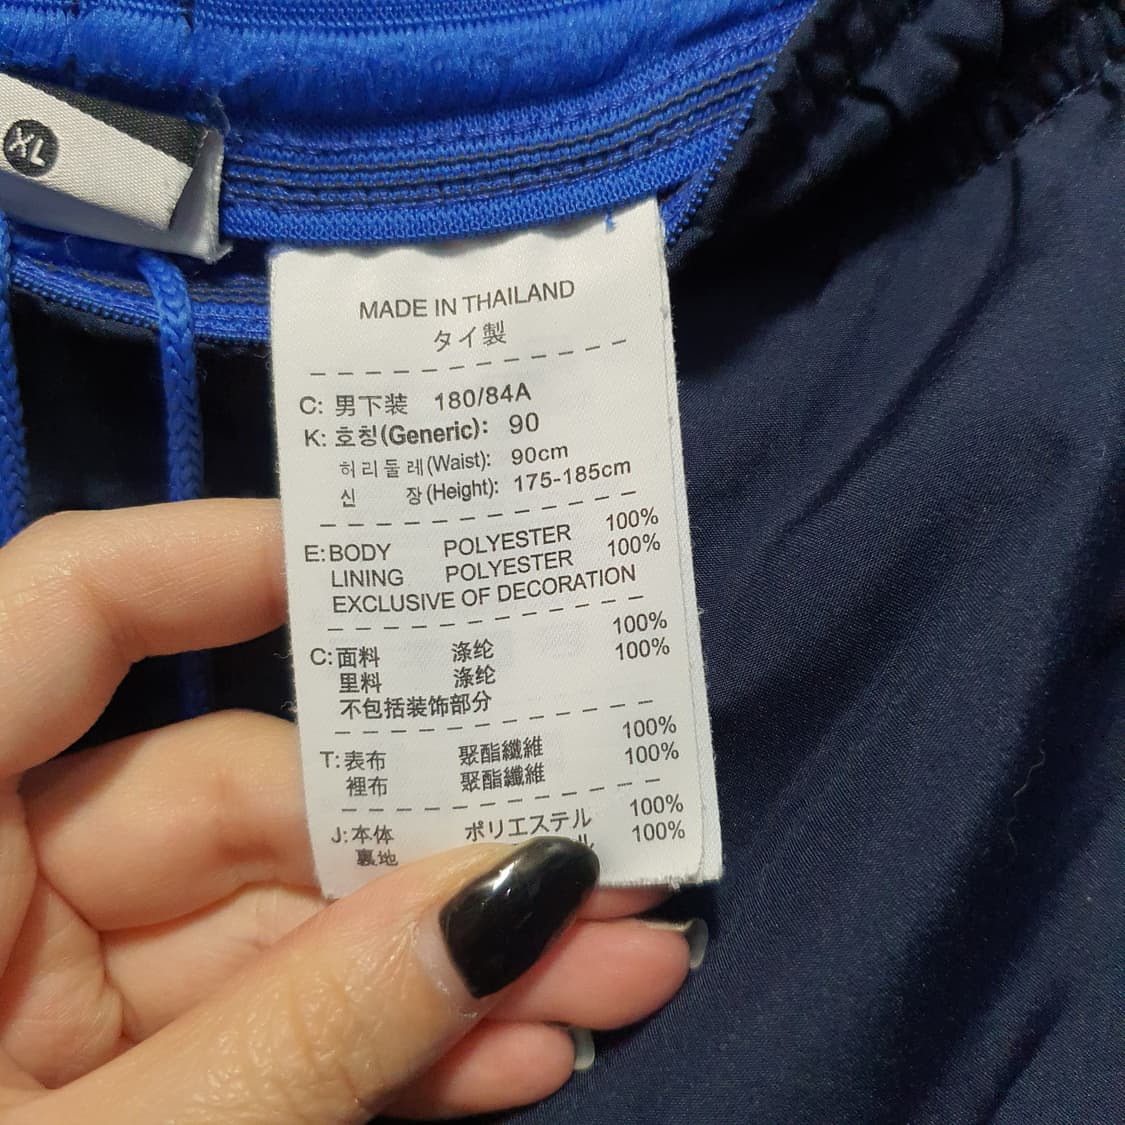 XL
MADE IN THAILAND
タイ製
C: 男下装 180/84A
K: 호칭(Generic): 90
허리둘레(Waist): 90cm
신 장(Height): 175-185cm
E: BODY POLYESTER 100%
LINING POLYESTER 100%
EXCLUSIVE OF DECORATION
C: 面料 涤纶 100%
里料 涤纶 100%
不包括装饰部分
T: 表布 聚酯纖維 100%
裡布 聚酯纖維 100%
J: 本体 ポリエステル 100%
裏地 ル 100%